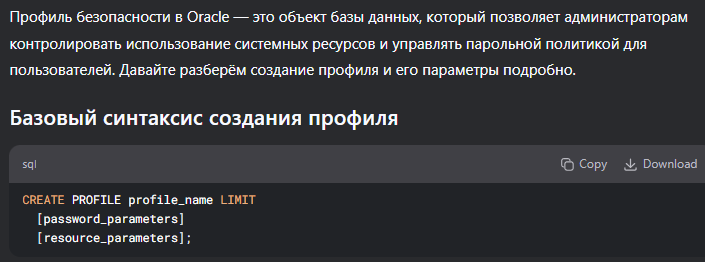 Профиль безопасности в Oracle — это объект базы данных, который позволяет администраторам
контролировать использование системных ресурсов и управлять парольной политикой для
пользователей. Давайте разберём создание профиля и его параметры подробно.
Базовый синтаксис создания профиля
sql Copy Download
CREATE PROFILE profile_name LIMIT
[password_parameters]
[resource_parameters];